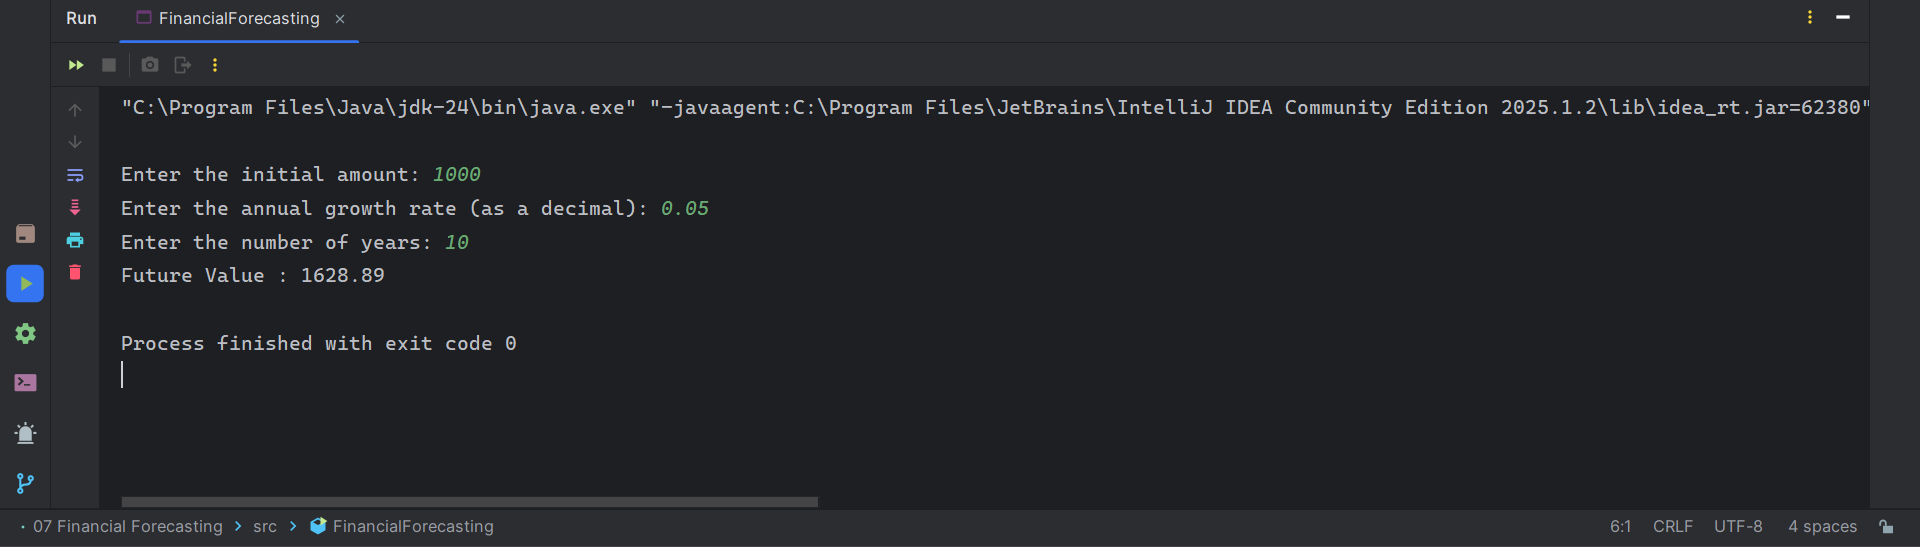 Run FinancialForecasting
"C:\Program Files\Java\jdk-24\bin\java.exe" "-javaagent:C:\Program Files\JetBrains\IntelliJ IDEA Community Edition 2025.1.2\lib\idea_rt.jar=62380"
Enter the initial amount: 1000
Enter the annual growth rate (as a decimal): 0.05
Enter the number of years: 10
Future Value : 1628.89
Process finished with exit code 0
07 Financial Forecasting > src > FinancialForecasting 6:1 CRLF UTF-8 4 spaces